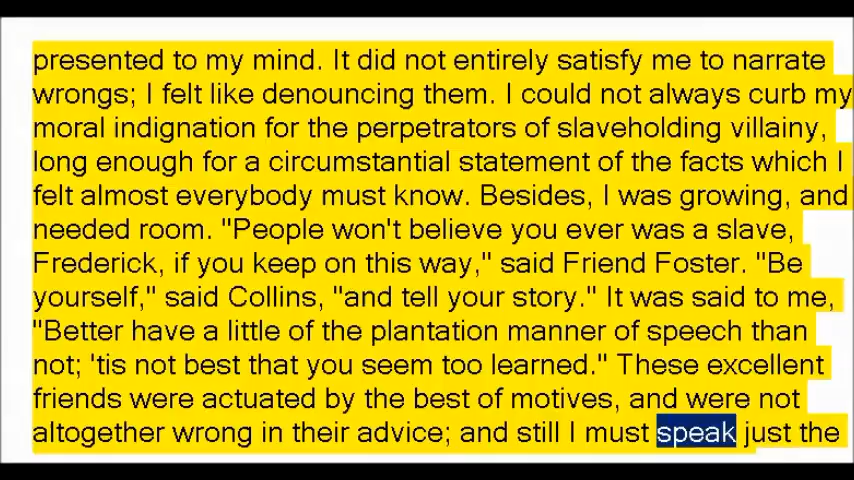 presented to my mind. It did not entirely satisfy me to narrate
wrongs; I felt like denouncing them. I could not always curb my
moral indignation for the perpetrators of slaveholding villainy,
long enough for a circumstantial statement of the facts which I
felt almost everybody must know. Besides, I was growing, and
needed room. "People won't believe you ever was a slave,
Frederick, if you keep on this way," said Friend Foster. "Be
yourself," said Collins, "and tell your story." It was said to me,
"Better have a little of the plantation manner of speech than
not; 'tis not best that you seem too learned." These excellent
friends were actuated by the best of motives, and were not
altogether wrong in their advice; and still I must speak just the